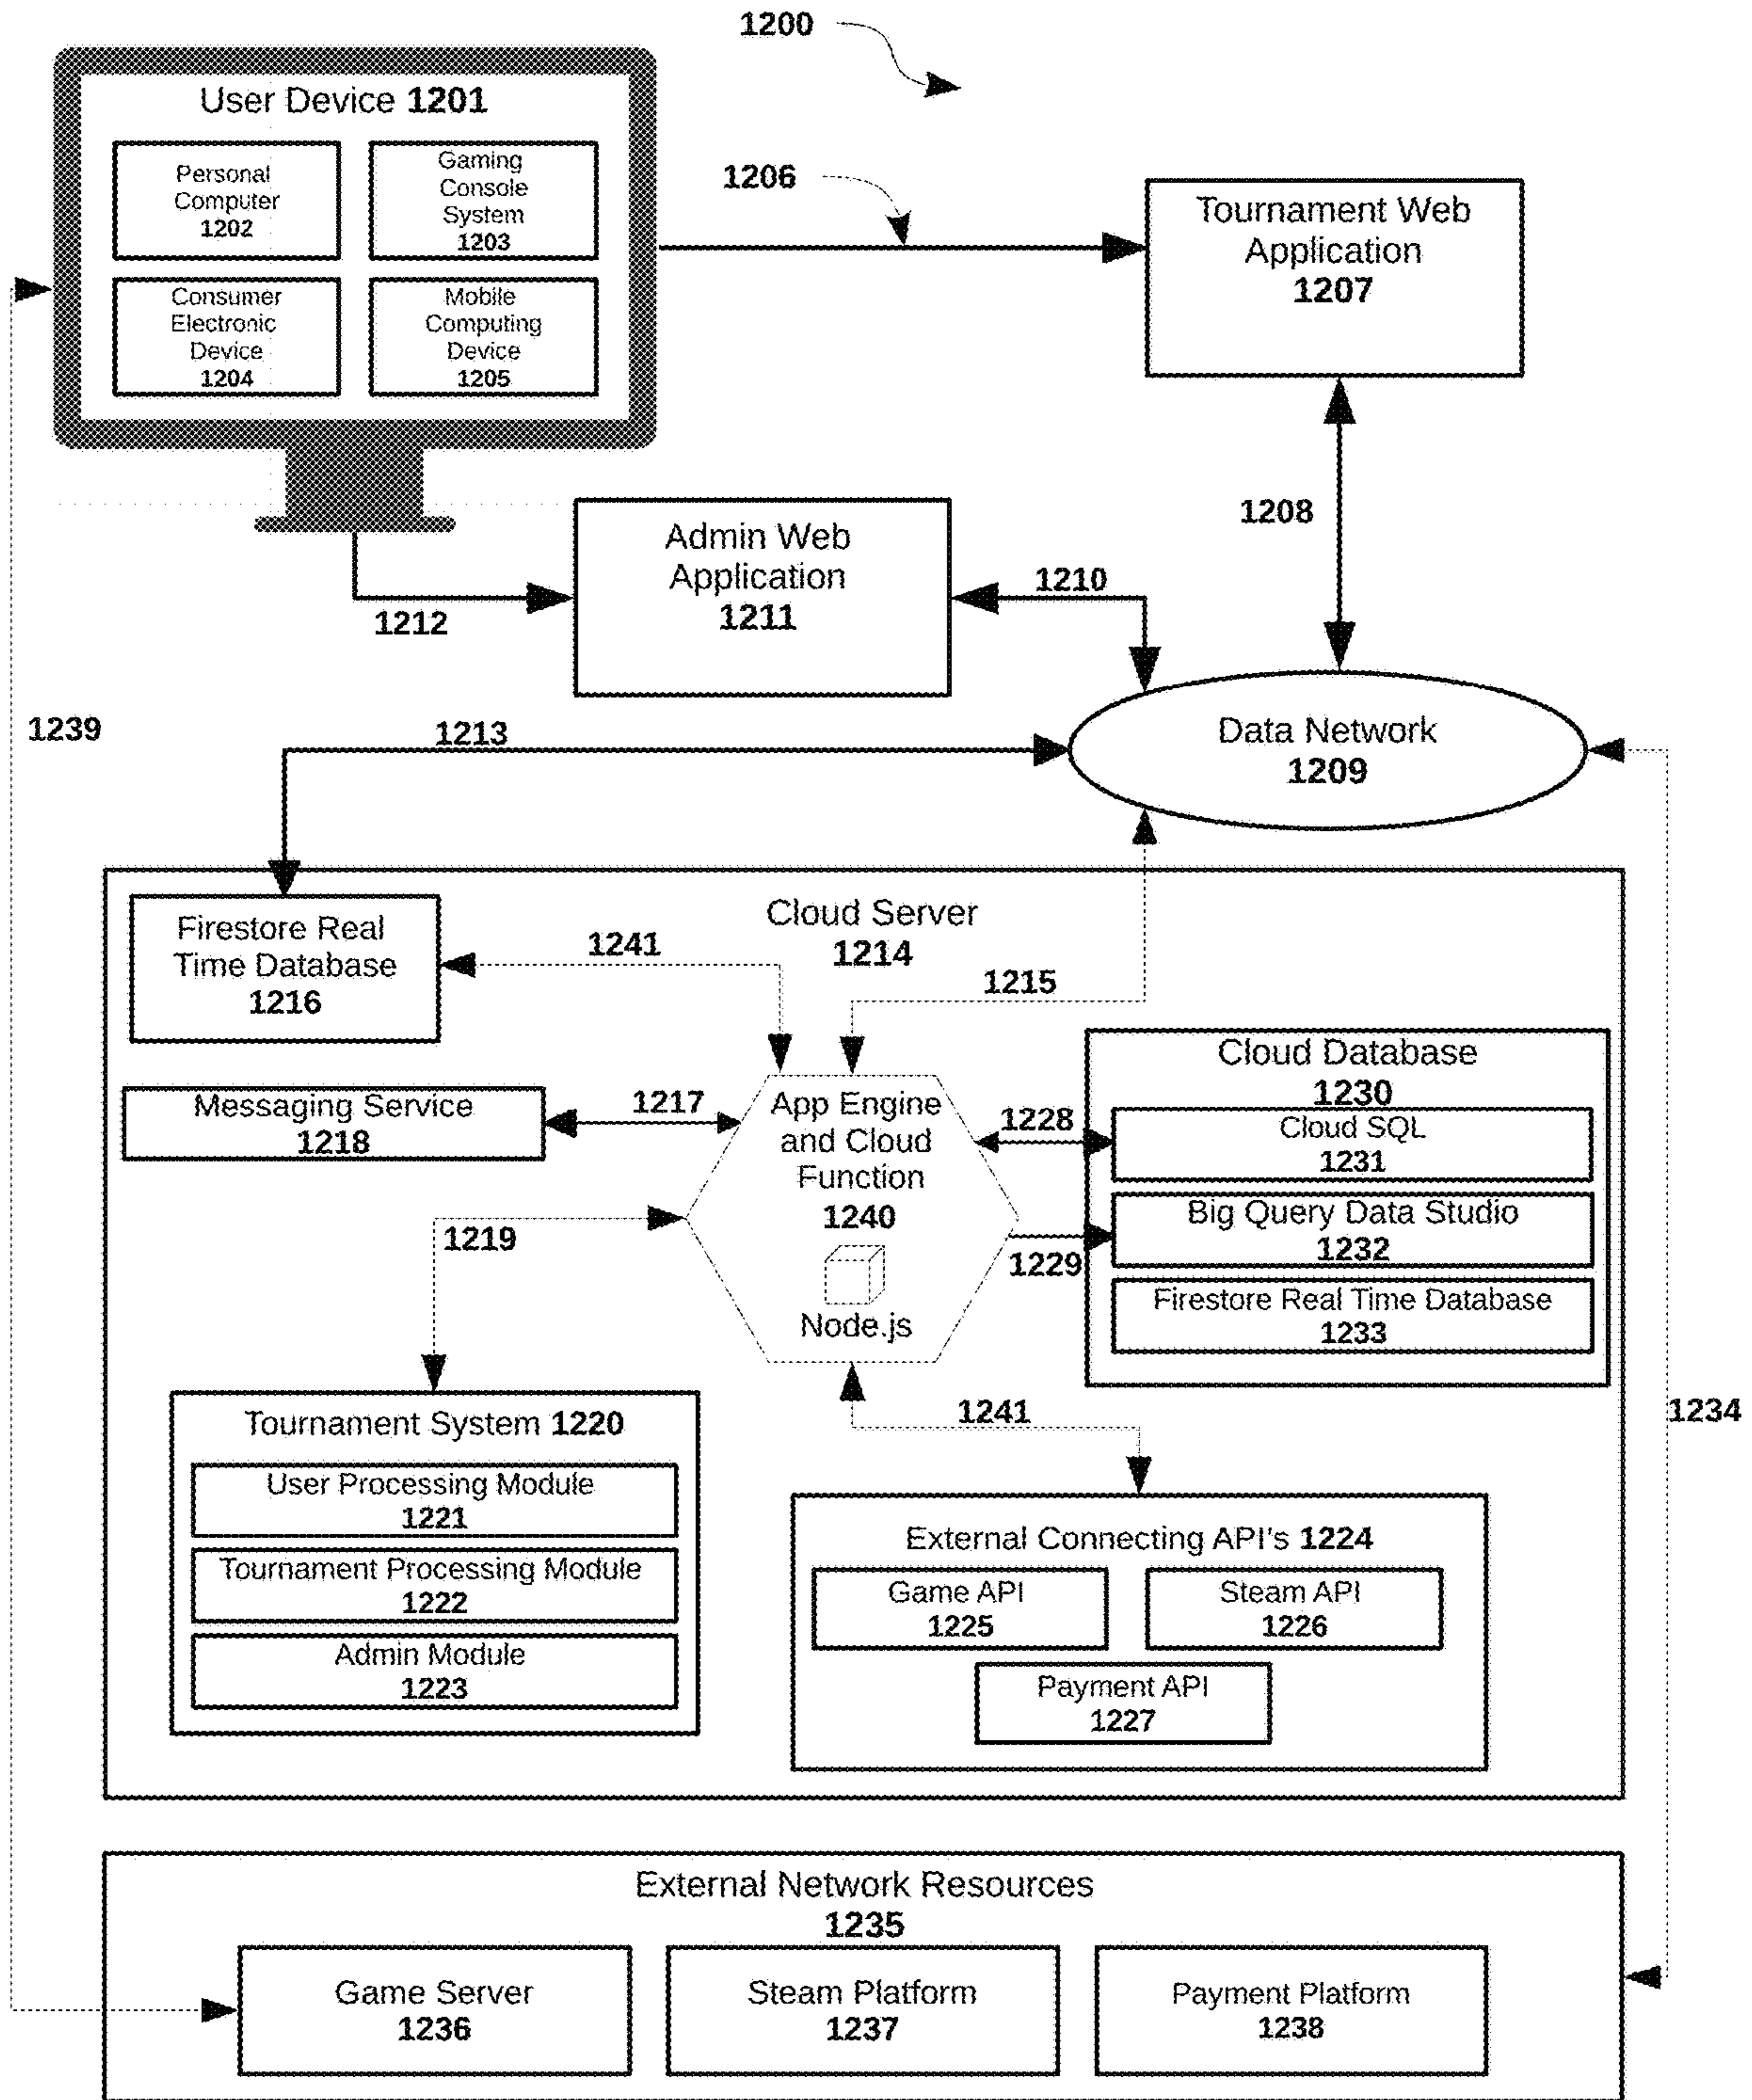 1200
User Device 1201
Personal
Computer
1202
Gaming
Console
System
1203
Consumer
Electronic
Device
1204
Mobile
Computing
Device
1205
1206
Tournament Web
Application
1207
1208
Admin Web
Application
1211
1210
1212
1239
1213
Data Network
1209
Cloud Server
1214
Firestore Real
Time Database
1216
1241
1215
Messaging Service
1218
1217
App Engine
and Cloud
Function
1240
Node.js
1228
1229
Cloud Database
1230
Cloud SQL
1231
Big Query Data Studio
1232
Firestore Real Time Database
1233
1219
1234
Tournament System 1220
User Processing Module
1221
Tournament Processing Module
1222
Admin Module
1223
1241
External Connecting API's 1224
Game API
1225
Steam API
1226
Payment API
1227
External Network Resources
1235
Game Server
1236
Steam Platform
1237
Payment Platform
1238